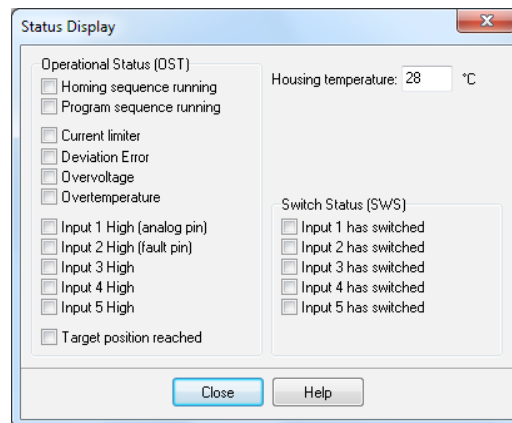 Status Display
Operational Status (OST)
Homing sequence running
Program sequence running
Current limiter
Deviation Error
Overvoltage
Overtemperature
Input 1 High (analog pin)
Input 2 High (fault pin)
Input 3 High
Input 4 High
Input 5 High
Target position reached
Housing temperature: 28 °C
Switch Status (SWS)
Input 1 has switched
Input 2 has switched
Input 3 has switched
Input 4 has switched
Input 5 has switched
Close
Help